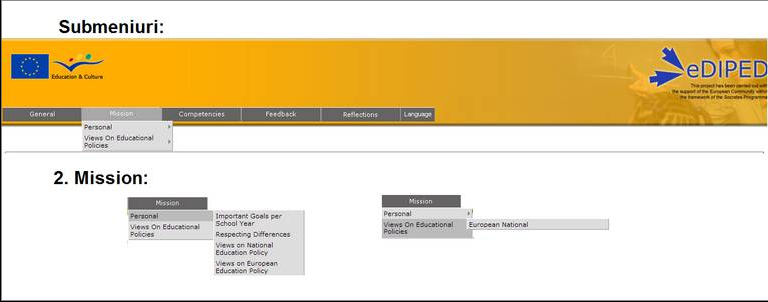 Submeniuri:
Education & Culture
eDIPED
This project has been carried out with
the support of the European Community within
the framework of the Socrates Programme
General
Mission
Competencies
Feedback
Reflections
Language
Personal
Views On Educational
Policies
2. Mission:
Mission
Personal
Views On Educational
Policies
Important Goals per
School Year
Respecting Differences
Views on National
Education Policy
Views on European
Education Policy
Mission
Personal
Views On Educational
Policies
European National